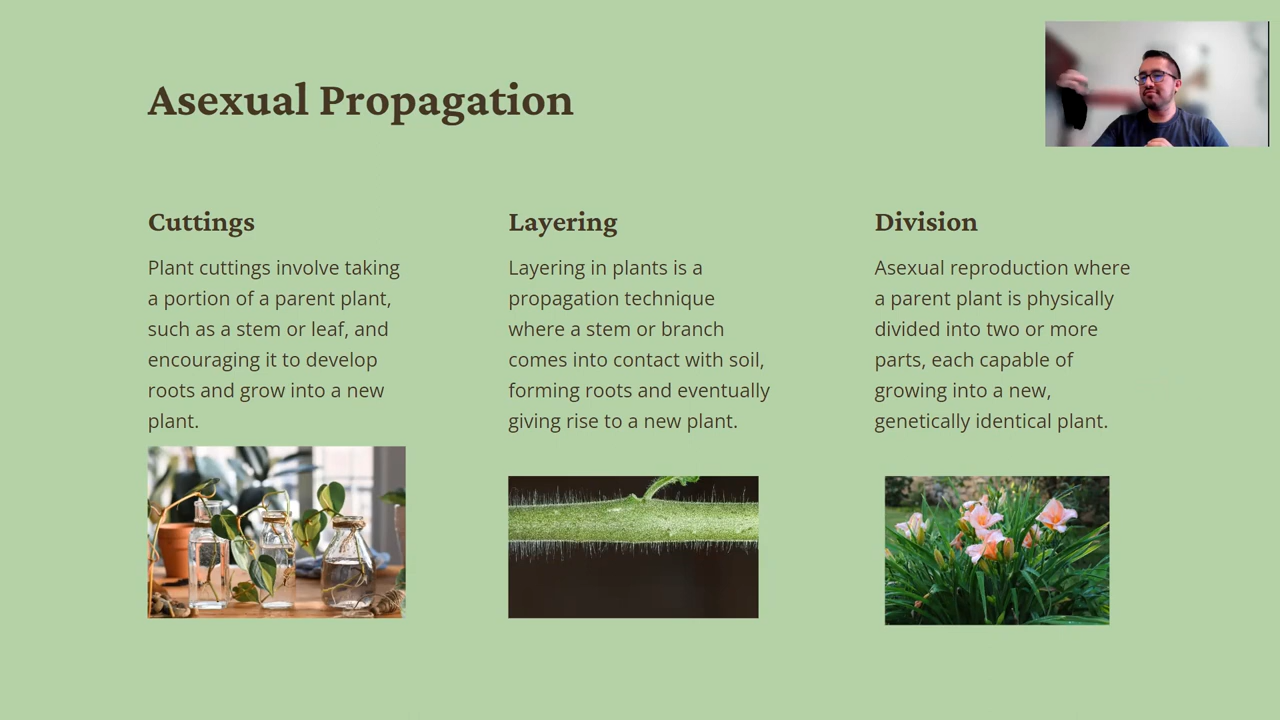 Asexual Propagation
Cuttings
Plant cuttings involve taking
a portion of a parent plant,
such as a stem or leaf, and
encouraging it to develop
roots and grow into a new
plant.
Layering
Layering in plants is a
propagation technique
where a stem or branch
comes into contact with soil,
forming roots and eventually
giving rise to a new plant.
Division
Asexual reproduction where
a parent plant is physically
divided into two or more
parts, each capable of
growing into a new,
genetically identical plant.